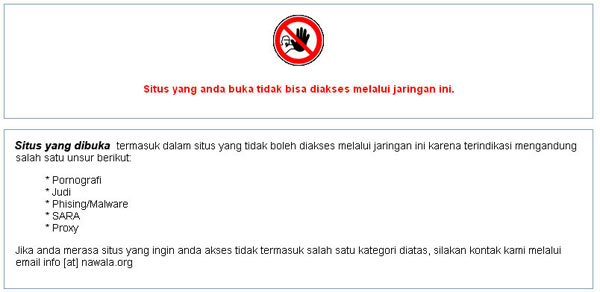 Situs yang anda buka tidak bisa diakses melalui jaringan ini.
Situs yang dibuka termasuk dalam situs yang tidak boleh diakses melalui jaringan ini karena terindikasi mengandung
salah satu unsur berikut:
* Pornografi
* Judi
* Phising/Malware
* SARA
* Proxy
Jika anda merasa situs yang ingin anda akses tidak termasuk salah satu kategori diatas, silakan kontak kami melalui
email info [at] nawala.org